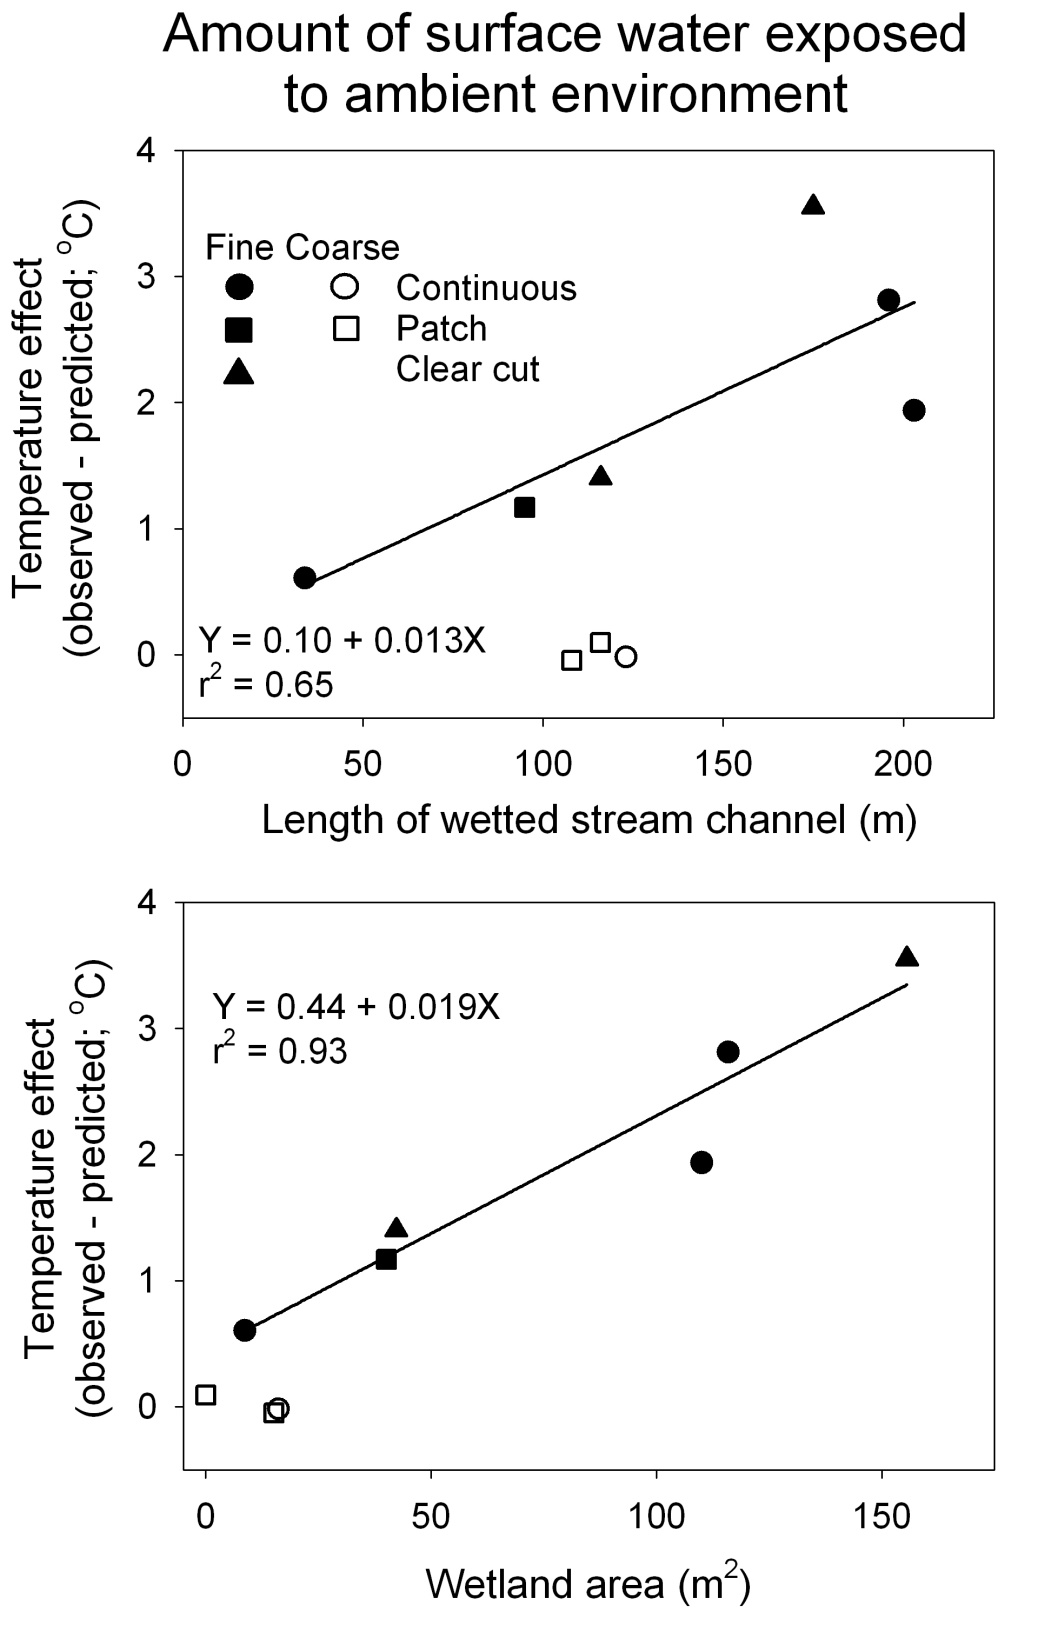 Amount of surface water exposed
to ambient environment
Temperature effect
(observed - predicted; °C)
4
3
2
1
0
Fine Coarse
Continuous
Patch
Clear cut
Y = 0.10 + 0.013X
r² = 0.65
0 50 100 150 200
Length of wetted stream channel (m)
Temperature effect
(observed - predicted; °C)
4
3
2
1
0
Y = 0.44 + 0.019X
r² = 0.93
0 50 100 150
Wetland area (m²)